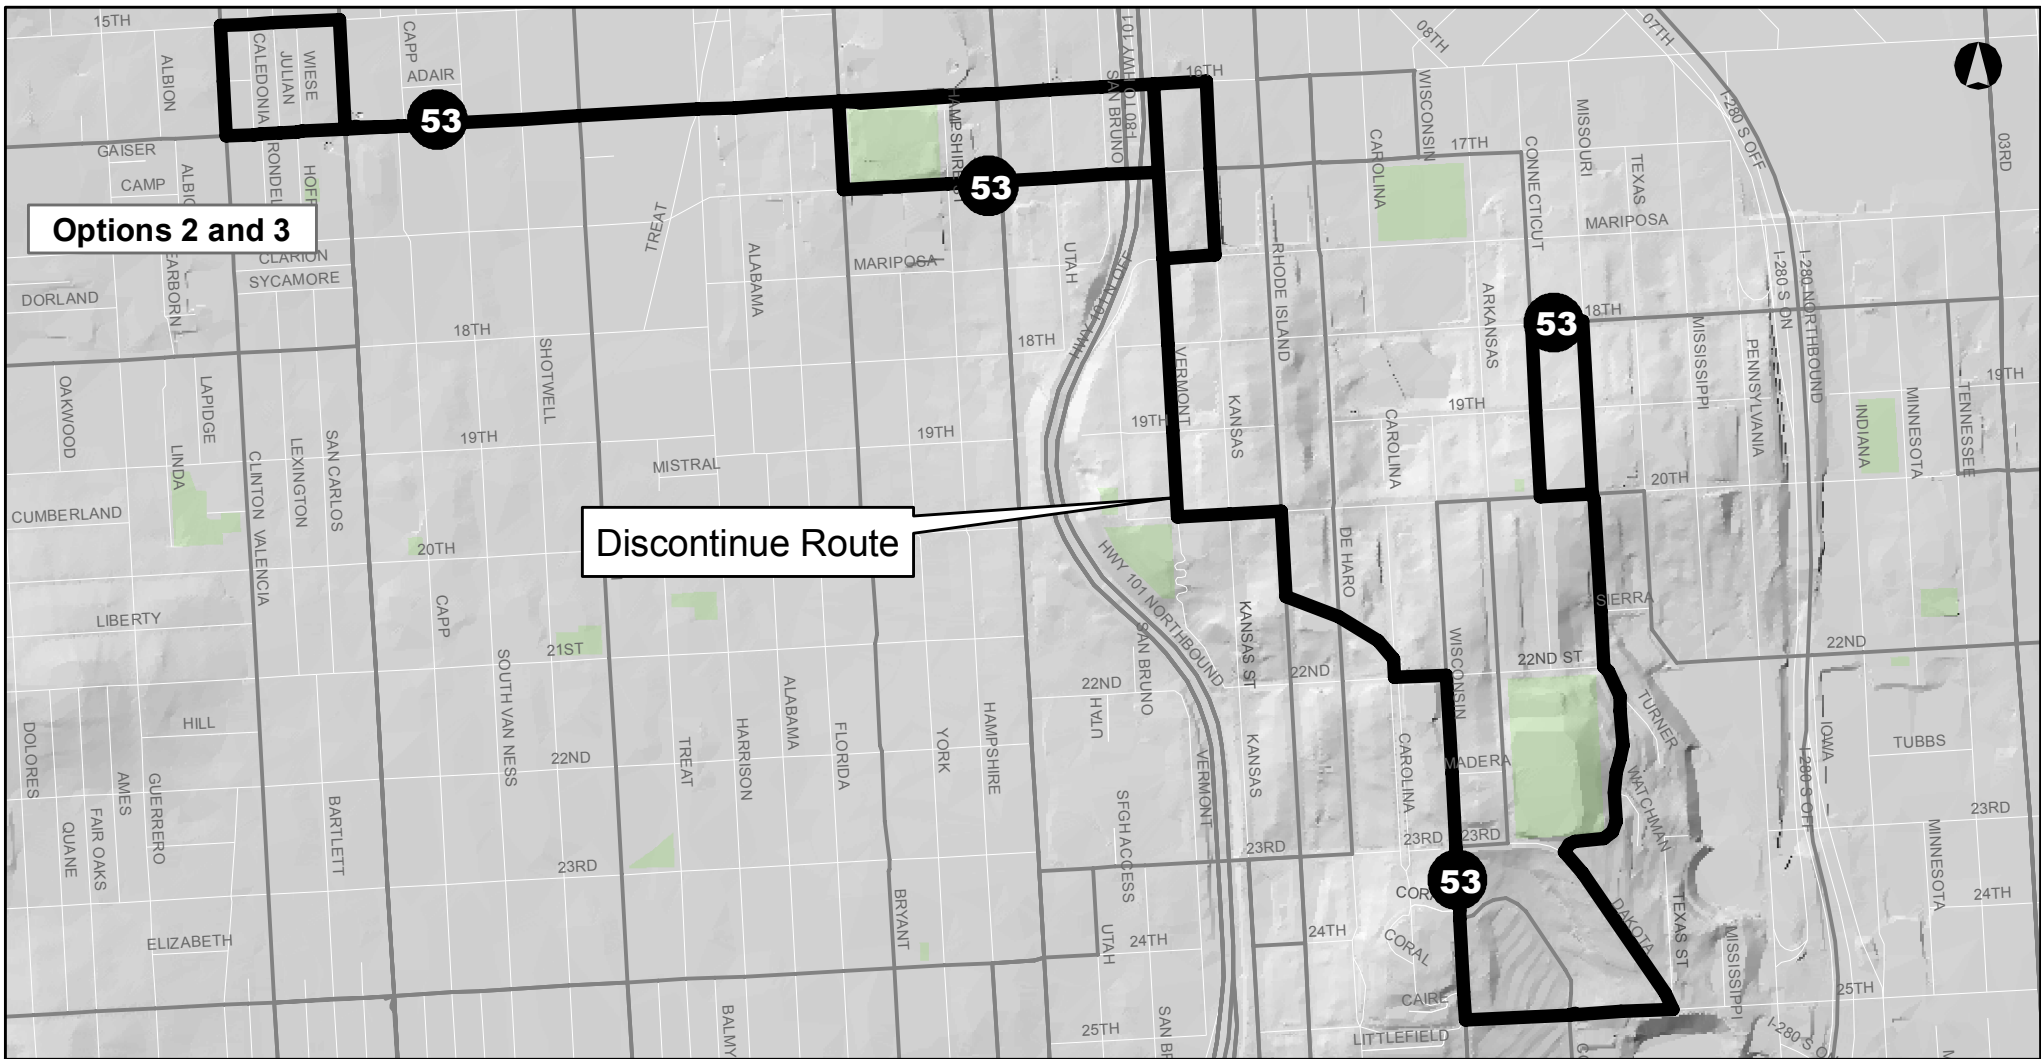 15TH
CAPP
08TH
07TH
HWY 101
ALBION
CALEDONIA
JULIAN
WIESE
ADAIR
SAN BRUNO
16TH
WISCONSIN
I-280 S OFF
53
HAMPSHIRE
MISSOURI
03RD
GAISER
RONDEL
CAMP
CAROLINA
17TH
CONNECTICUT
TEXAS
53
Options 2 and 3
TREAT
MARIPOSA
CLARION
SYCAMORE
DORLAND
ALABAMA
MARIPOSA
UTAH
RHODE ISLAND
I-280 S ON
I-280 NORTHBOUND
ARKANSAS
18TH
SHOTWELL
18TH
HWY 101 N OFF
53
18TH
MISSISSIPPI
PENNSYLVANIA
OAKWOOD
LAPIDGE
VERMONT
19TH
KANSAS
CAROLINA
19TH
INDIANA
MINNESOTA
TENNESSEE
19TH
LINDA
CLINTON
VALENCIA
LEXINGTON
SAN CARLOS
19TH
MISTRAL
19TH
20TH
CUMBERLAND
20TH
Discontinue Route
HWY 101 NORTHBOUND
DE HARO
LIBERTY
CAPP
KANSAS ST
SIERRA
21ST
SOUTH VAN NESS
SAN BRUNO
22ND
22ND
WISCONSIN
22ND ST
22ND
HILL
ALABAMA
UTAH
TURNER
DOLORES
AMES
GUERRERO
22ND
TREAT
HARRISON
FLORIDA
YORK
HAMPSHIRE
VERMONT
KANSAS
CAROLINA
MADERA
WATCHMAN
IOWA
I-280 S OFF
TUBBS
QUANE
FAIR OAKS
BARTLETT
23RD
SFGH ACCESS
23RD
23RD
23RD
23RD
MINNESOTA
53
ELIZABETH
BRYANT
UTAH
24TH
24TH
CORAL
DAKOTA
TEXAS ST
MISSISSIPPI
24TH
CAIRE
25TH
BALMY
25TH
LITTLEFIELD